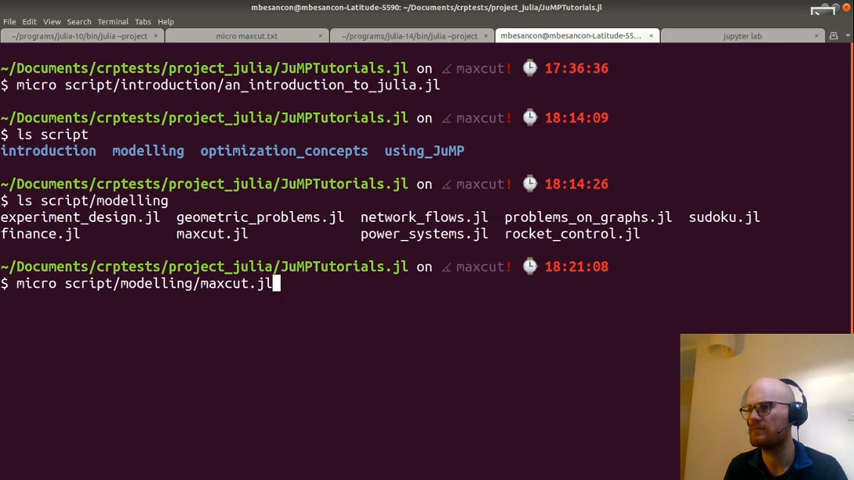 mbesancon@mbesancon-Latitude-5590: ~/Documents/crptests/project_julia/JuMPTutorials.jl
File Edit View Search Terminal Tabs Help
~/programs/julia-10/bin/julia --project × micro maxcut.txt × ~/programs/julia-14/bin/julia --project × mbesancon@mbesancon-Latitude-55... × jupyter lab ×
~/Documents/crptests/project_julia/JuMPTutorials.jl on maxcut! 17:36:36
$ micro script/introduction/an_introduction_to_julia.jl
~/Documents/crptests/project_julia/JuMPTutorials.jl on maxcut! 18:14:09
$ ls script
introduction modelling optimization_concepts using_JuMP
~/Documents/crptests/project_julia/JuMPTutorials.jl on maxcut! 18:14:26
$ ls script/modelling
experiment_design.jl geometric_problems.jl network_flows.jl problems_on_graphs.jl sudoku.jl
finance.jl maxcut.jl power_systems.jl rocket_control.jl
~/Documents/crptests/project_julia/JuMPTutorials.jl on maxcut! 18:21:08
$ micro script/modelling/maxcut.jl